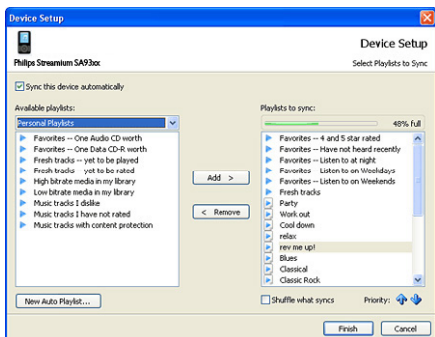 Device Setup
Device Setup
Philips Streamium SA93xx
Select Playlists to Sync
Sync this device automatically
Available playlists:
Personal Playlists
Favorites -- One Audio CD worth
Favorites -- One Data CD-R worth
Fresh tracks -- yet to be played
Fresh tracks -- yet to be rated
High bitrate media in my library
Low bitrate media in my library
Music tracks I dislike
Music tracks I have not rated
Music tracks with content protection
New Auto Playlist...
Add >
< Remove
Playlists to sync:
48% full
Favorites -- 4 and 5 star rated
Favorites -- Have not heard recently
Favorites -- Listen to at night
Favorites -- Listen to on Weekdays
Favorites -- Listen to on Weekends
Fresh tracks
Party
Work out
Cool down
relax
rev me up!
Blues
Classical
Classic Rock
Shuffle what syncs
Priority:
Finish
Cancel